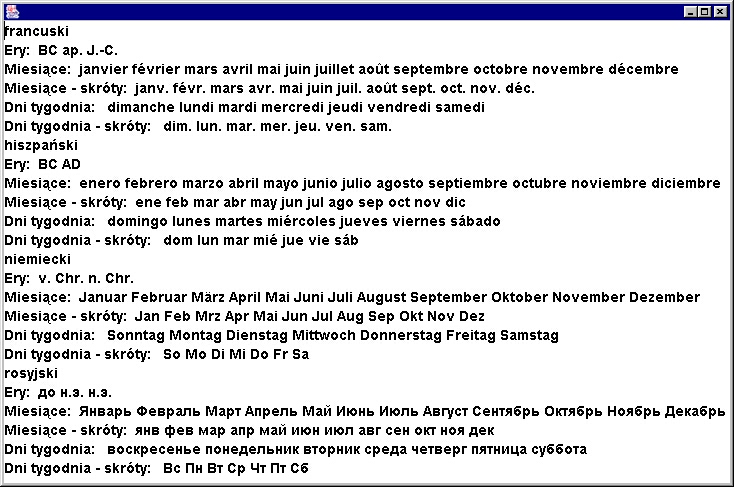 francuski
Ery:  BC ap. J.-C.
Miesiące:  janvier février mars avril mai juin juillet août septembre octobre novembre décembre
Miesiące - skróty:  janv. févr. mars avr. mai juin juil. août sept. oct. nov. déc.
Dni tygodnia:   dimanche lundi mardi mercredi jeudi vendredi samedi
Dni tygodnia - skróty:   dim. lun. mar. mer. jeu. ven. sam.
hiszpański
Ery:  BC AD
Miesiące:  enero febrero marzo abril mayo junio julio agosto septiembre octubre noviembre diciembre
Miesiące - skróty:  ene feb mar abr may jun jul ago sep oct nov dic
Dni tygodnia:   domingo lunes martes miércoles jueves viernes sábado
Dni tygodnia - skróty:   dom lun mar mié jue vie sáb
niemiecki
Ery:  v. Chr. n. Chr.
Miesiące:  Januar Februar März April Mai Juni Juli August September Oktober November Dezember
Miesiące - skróty:  Jan Feb Mrz Apr Mai Jun Jul Aug Sep Okt Nov Dez
Dni tygodnia:   Sonntag Montag Dienstag Mittwoch Donnerstag Freitag Samstag
Dni tygodnia - skróty:   So Mo Di Mi Do Fr Sa
rosyjski
Ery:  до н.э. н.э.
Miesiące:  Январь Февраль Март Апрель Май Июнь Июль Август Сентябрь Октябрь Ноябрь Декабрь
Miesiące - skróty:  янв фев мар апр май июн июл авг сен окт ноя дек
Dni tygodnia:   воскресенье понедельник вторник среда четверг пятница суббота
Dni tygodnia - skróty:   Вс Пн Вт Ср Чт Пт Сб